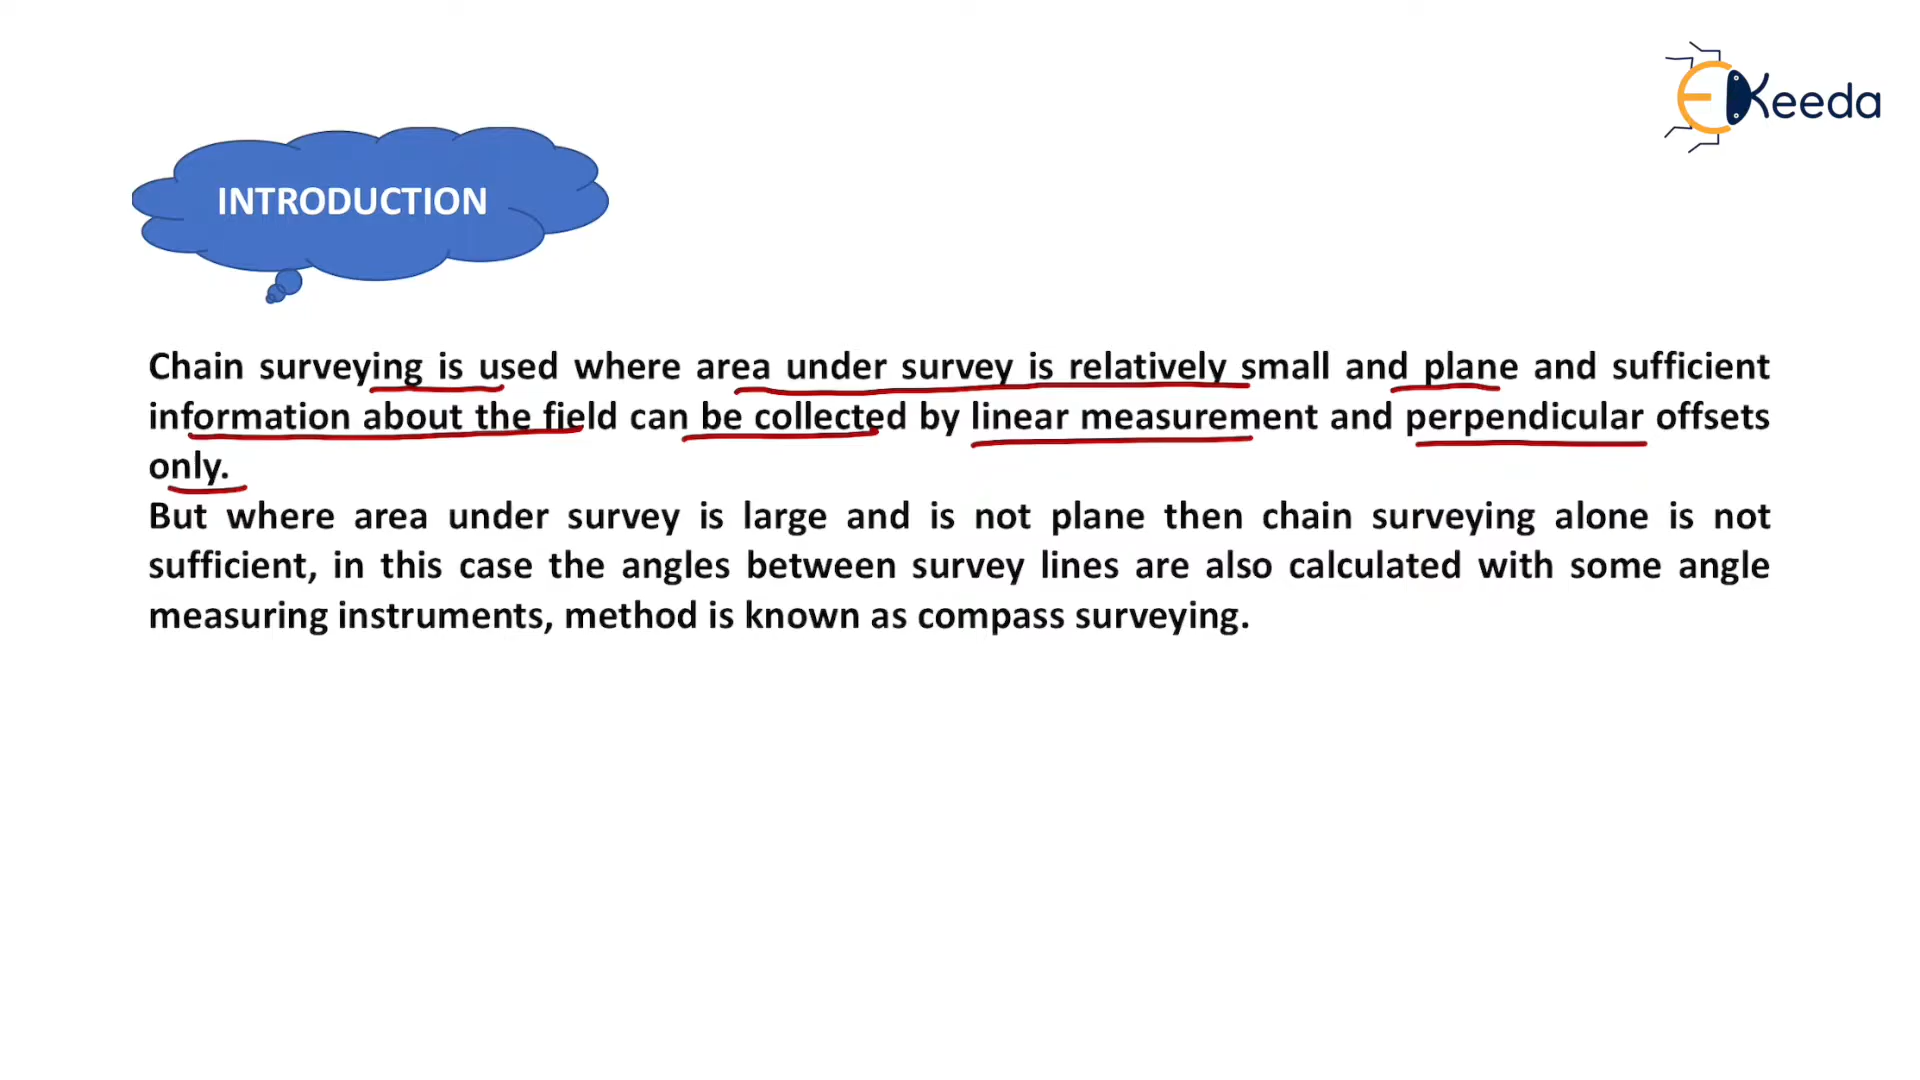 EKeeda
INTRODUCTION
Chain surveying is used where area under survey is relatively small and plane and sufficient
information about the field can be collected by linear measurement and perpendicular offsets
only.
But where area under survey is large and is not plane then chain surveying alone is not
sufficient, in this case the angles between survey lines are also calculated with some angle
measuring instruments, method is known as compass surveying.